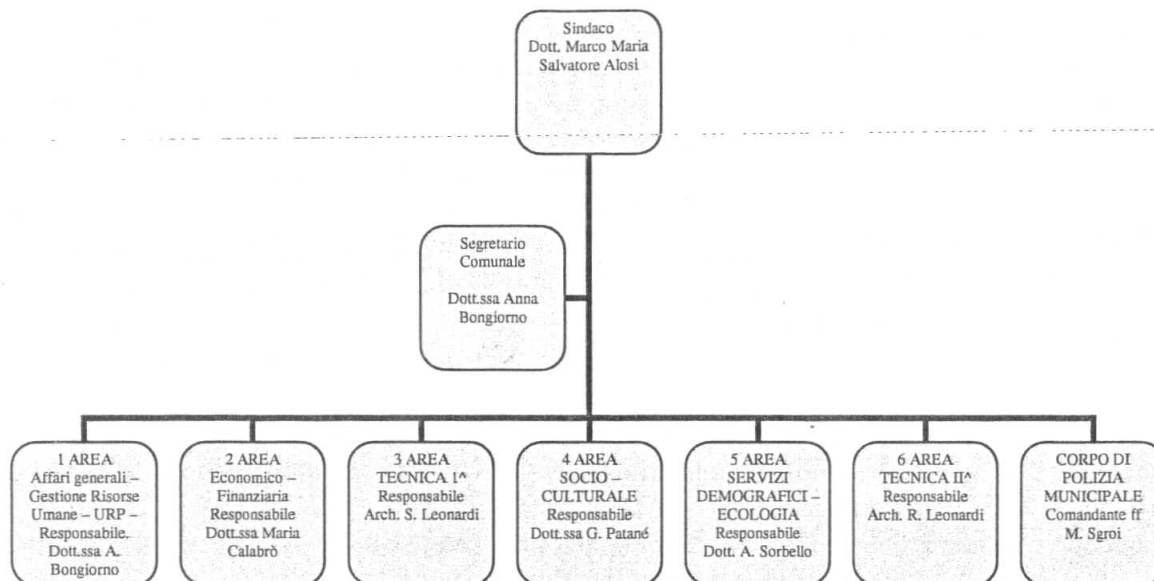 Sindaco
Dott. Marco Maria
Salvatore Alosi
Segretario
Comunale
Dott.ssa Anna
Bongiorno
1 AREA
Affari generali –
Gestione Risorse
Umane – URP –
Responsabile.
Dott.ssa A.
Bongiorno
2 AREA
Economico –
Finanziaria
Responsabile
Dott.ssa Maria
Calabrò
3 AREA
TECNICA I^
Responsabile
Arch. S. Leonardi
4 AREA
SOCIO –
CULTURALE
Responsabile
Dott.ssa G. Patané
5 AREA
SERVIZI
DEMOGRAFICI –
ECOLOGIA
Responsabile
Dott. A. Sorbello
6 AREA
TECNICA II^
Responsabile
Arch. R. Leonardi
CORPO DI
POLIZIA
MUNICIPALE
Comandante ff
M. Sgroi